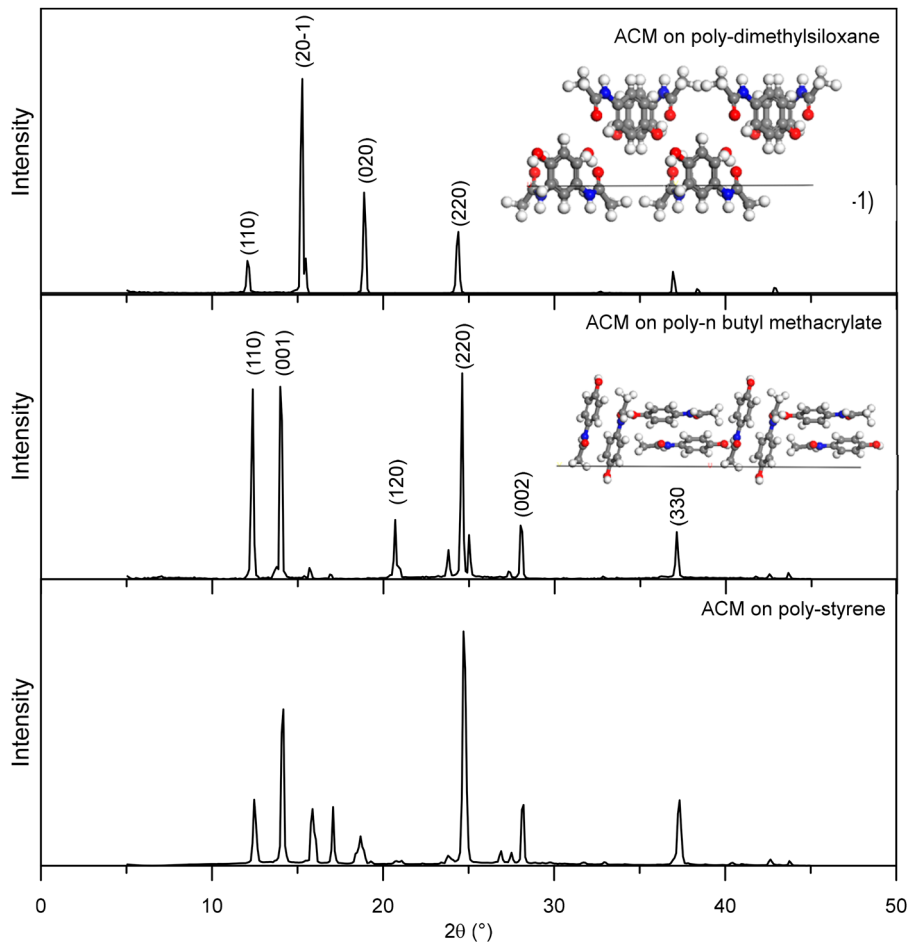 ACM on poly-dimethylsiloxane
Intensity
(110)
(20-1)
(020)
(220)
-1)
ACM on poly-n butyl methacrylate
Intensity
(110)
(001)
(120)
(220)
(002)
(330
ACM on poly-styrene
Intensity
0 10 20 30 40 50
2θ (°)